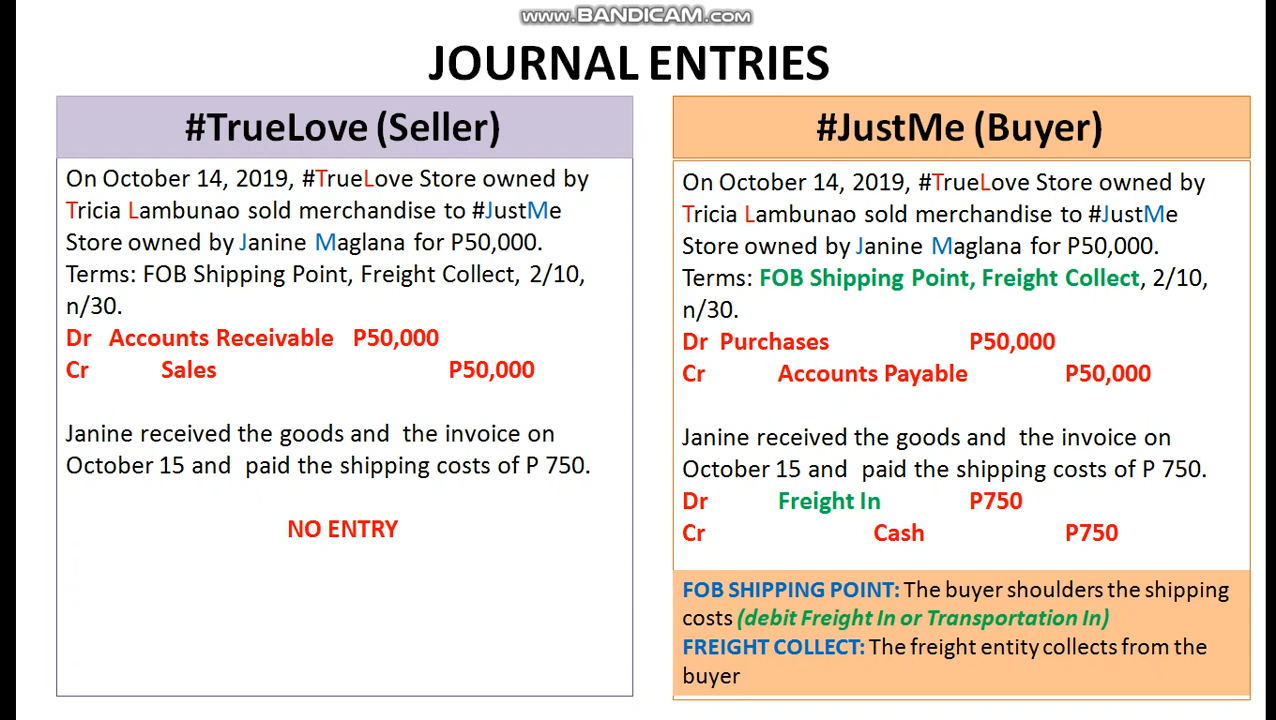 www.BANDICAM.com
JOURNAL ENTRIES
#TrueLove (Seller)
On October 14, 2019, #TrueLove Store owned by
Tricia Lambunao sold merchandise to #JustMe
Store owned by Janine Maglana for P50,000.
Terms: FOB Shipping Point, Freight Collect, 2/10,
n/30.
Dr Accounts Receivable P50,000
Cr Sales P50,000
Janine received the goods and the invoice on
October 15 and paid the shipping costs of P 750.
NO ENTRY
#JustMe (Buyer)
On October 14, 2019, #TrueLove Store owned by
Tricia Lambunao sold merchandise to #JustMe
Store owned by Janine Maglana for P50,000.
Terms: FOB Shipping Point, Freight Collect, 2/10,
n/30.
Dr Purchases P50,000
Cr Accounts Payable P50,000
Janine received the goods and the invoice on
October 15 and paid the shipping costs of P 750.
Dr Freight In P750
Cr Cash P750
FOB SHIPPING POINT: The buyer shoulders the shipping
costs (debit Freight In or Transportation In)
FREIGHT COLLECT: The freight entity collects from the
buyer